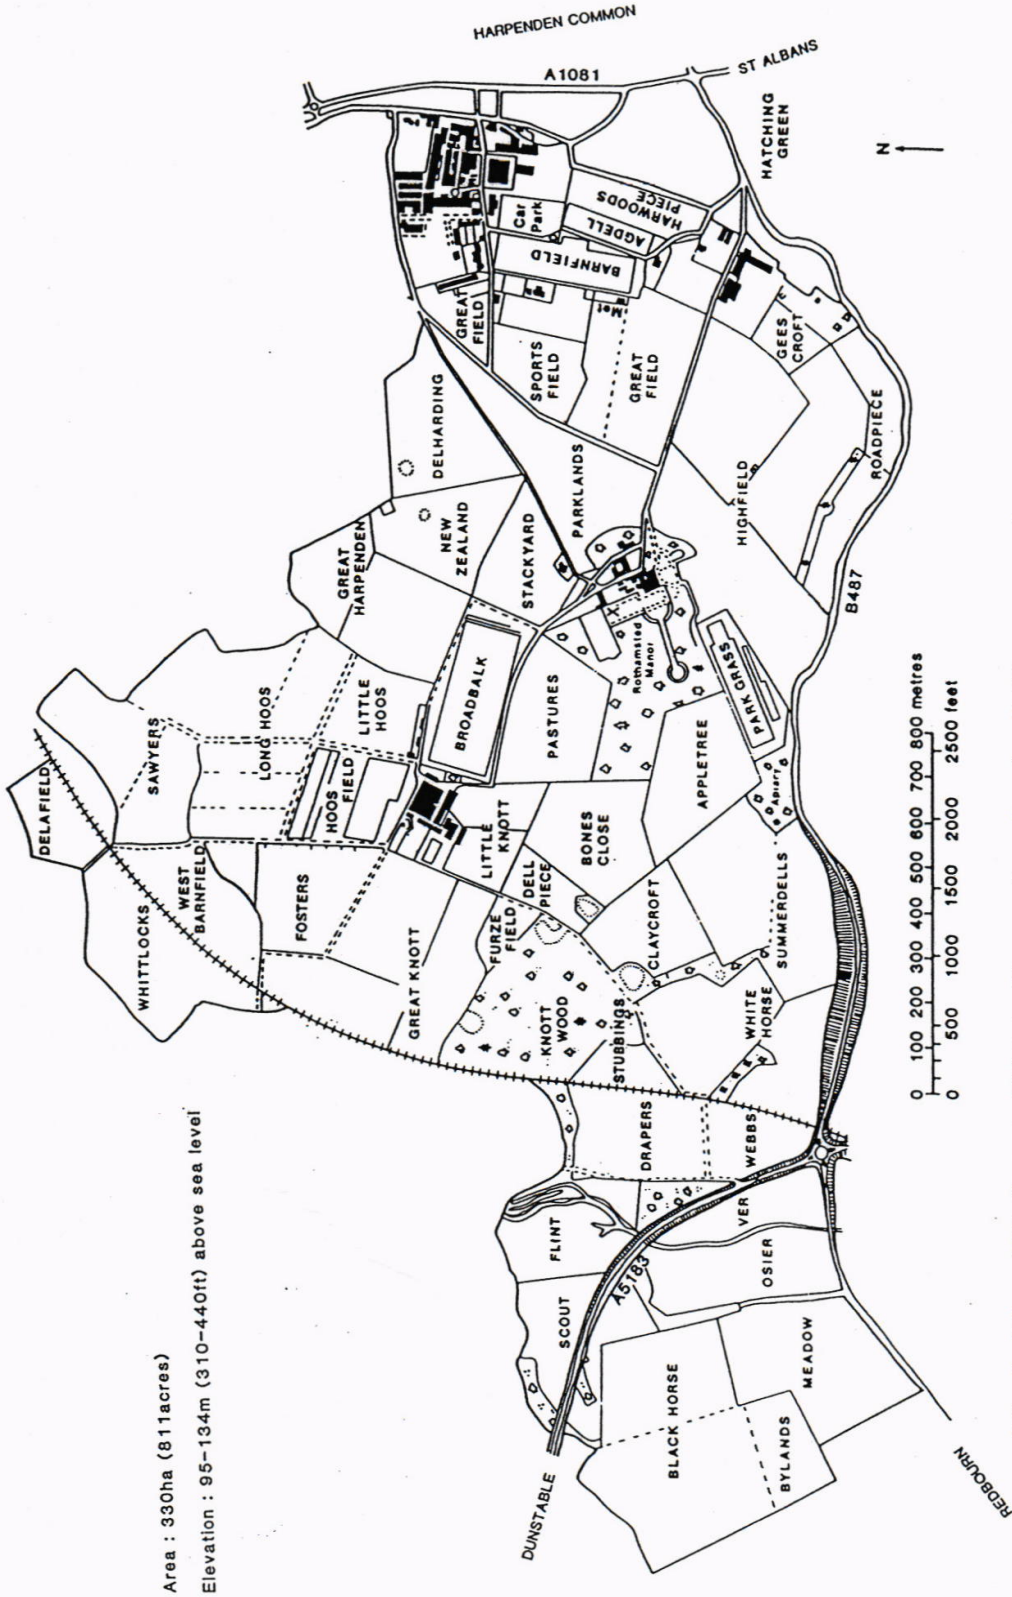 Area : 330ha (811acres)
Elevation : 95-134m (310-440ft) above sea level
HARPENDEN COMMON
A1081
ST ALBANS
HATCHING
GREEN
N
HARWOODS
PIECE
AGDELL
Car
Park
BARNFIELD
Met
GREAT
FIELD
SPORTS
FIELD
GREAT
FIELD
GEES
CROFT
ROADPIECE
HIGHFIELD
B487
DELHARDING
PARKLANDS
NEW
ZEALAND
STACKYARD
GREAT
HARPENDEN
Rothamsted
Manor
PARK GRASS
BROADBALK
PASTURES
APPLETREE
Apiary
LITTLE
HOOS
LONG HOOS
SAWYERS
DELAFIELD
HOOS
FIELD
LITTLE
KNOTT
BONES
CLOSE
DELL
PIECE
FURZE
FIELD
CLAYCROFT
SUMMERDELLS
WEST
BARNFIELD
FOSTERS
WHITTLOCKS
GREAT KNOTT
KNOTT
WOOD
STUBBINGS
WHITE
HORSE
DRAPERS
WEBBS
VER
FLINT
OSIER
SCOUT
A5183
BLACK HORSE
MEADOW
BYLANDS
DUNSTABLE
REDBOURN
0 100 200 300 400 500 600 700 800 metres
0 500 1000 1500 2000 2500 feet